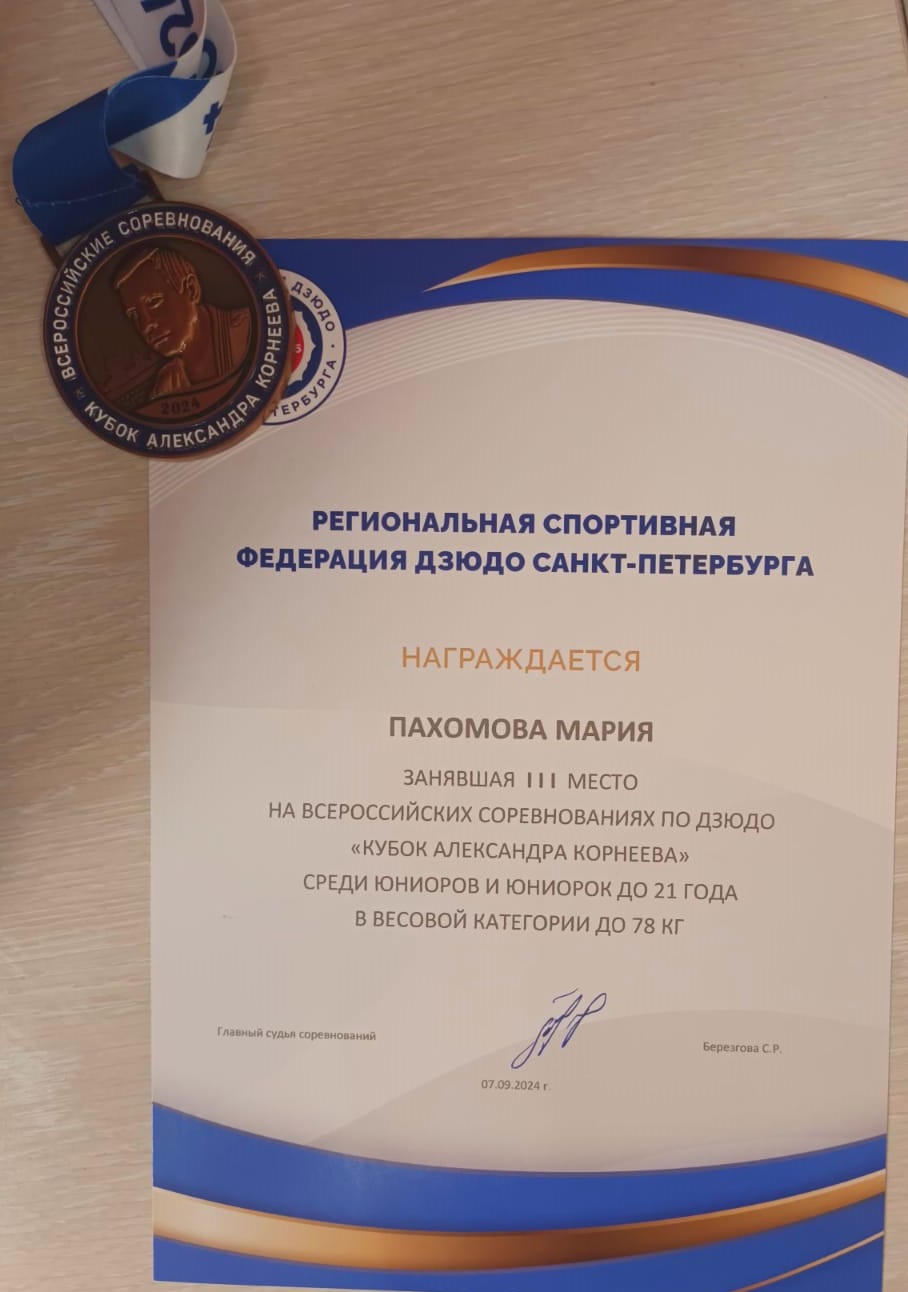 ВСЕРОССИЙСКИЕ СОРЕВНОВАНИЯ
КУБОК АЛЕКСАНДРА КОРНЕЕВА
2024
ДЗЮДО
РЕГИОНАЛЬНАЯ СПОРТИВНАЯ
ФЕДЕРАЦИЯ ДЗЮДО САНКТ-ПЕТЕРБУРГА
НАГРАЖДАЕТСЯ
ПАХОМОВА МАРИЯ
ЗАНЯВШАЯ III МЕСТО
НА ВСЕРОССИЙСКИХ СОРЕВНОВАНИЯХ ПО ДЗЮДО
«КУБОК АЛЕКСАНДРА КОРНЕЕВА»
СРЕДИ ЮНИОРОВ И ЮНИОРОК ДО 21 ГОДА
В ВЕСОВОЙ КАТЕГОРИИ ДО 78 КГ
Главный судья соревнований
Березгова С.Р.
07.09.2024 г.